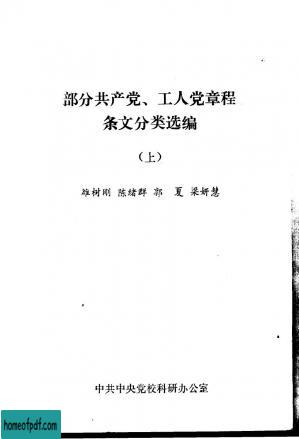 部分共产党、工人党章程
条文分类选编
(上)
雒树刚 陈绪群 郭 夏 梁妍慧
中共中央党校科研办公室
homeofpdf.com